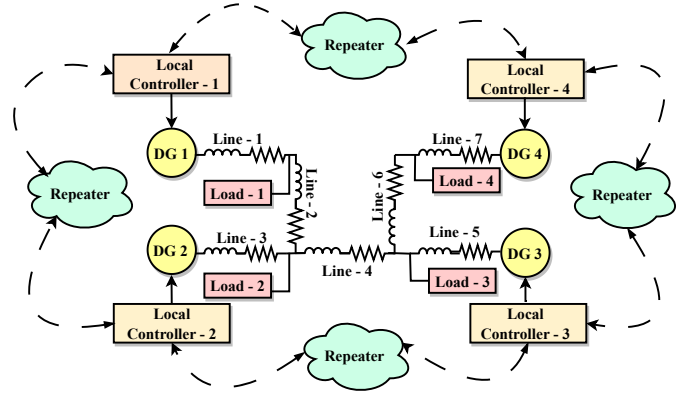 Repeater
Local
Controller - 1
Local
Controller - 4
DG 1
Line - 1
Line - 7
DG 4
Load - 1
Line - 2
Line - 6
Load - 4
Repeater
Repeater
DG 2
Line - 3
Line - 4
Line - 5
DG 3
Load - 2
Load - 3
Local
Controller - 2
Local
Controller - 3
Repeater